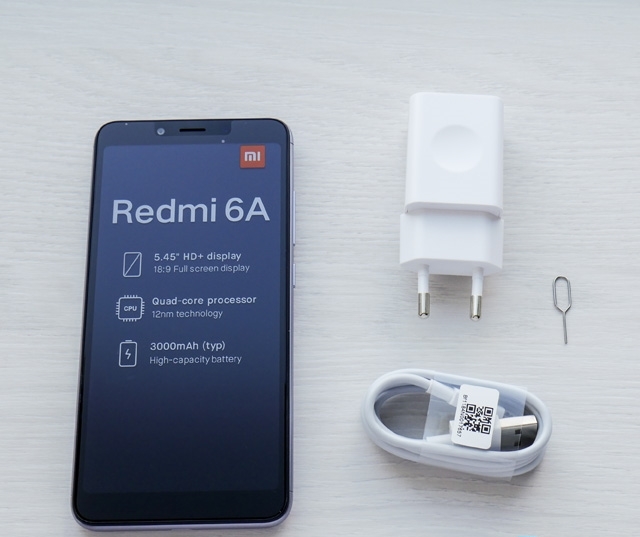 mi
Redmi 6A
5.45" HD+ display
18:9 Full screen display
CPU
Quad-core processor
12nm technology
3000mAh (typ)
High-capacity battery